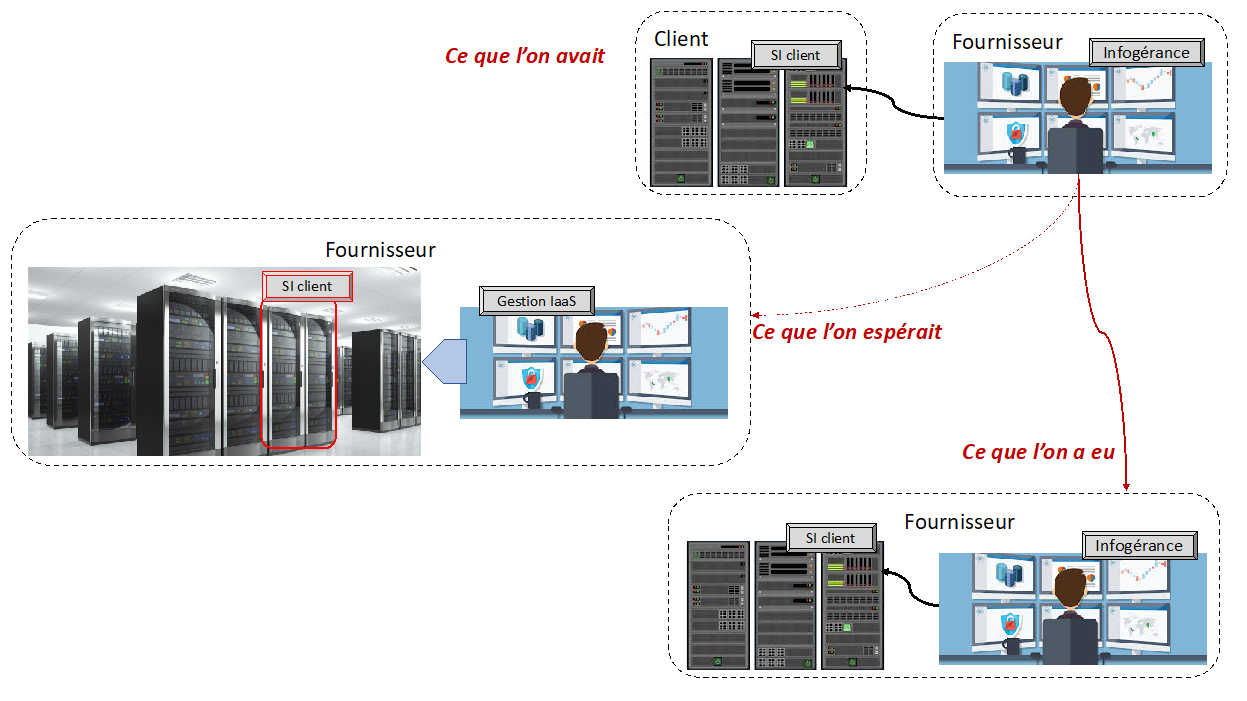 Client
Fournisseur
Ce que l’on avait
SI client
Infogérance
Fournisseur
SI client
Gestion IaaS
Ce que l’on espérait
Ce que l’on a eu
Fournisseur
SI client
Infogérance